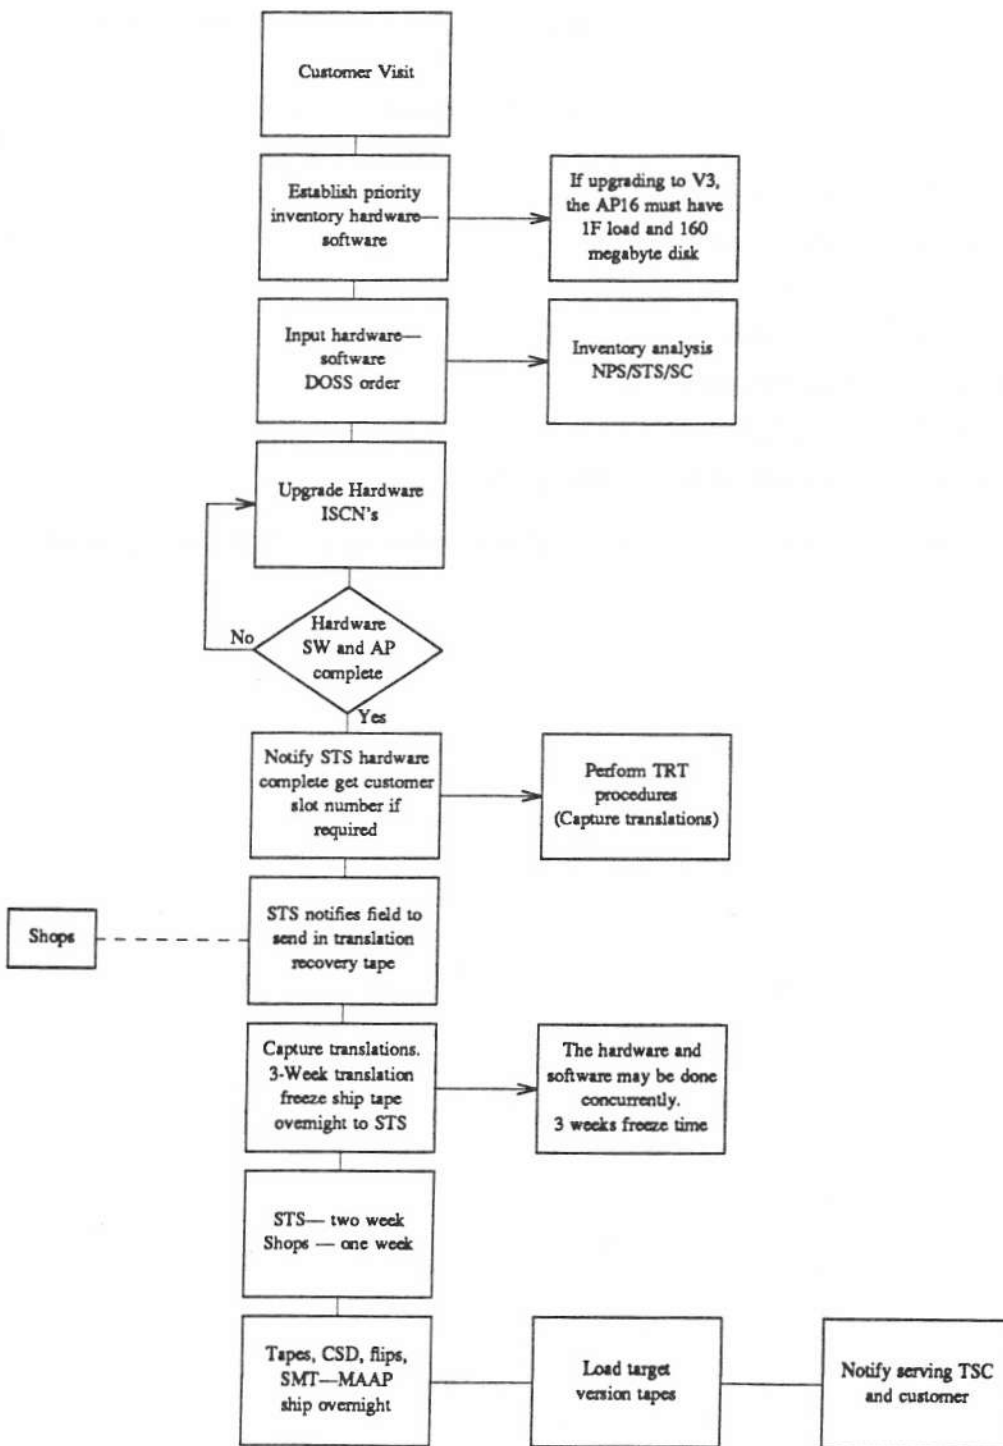 Customer Visit
Establish priority
inventory hardware—
software
If upgrading to V3,
the AP16 must have
1F load and 160
megabyte disk
Input hardware—
software
DOSS order
Inventory analysis
NPS/STS/SC
Upgrade Hardware
ISCN's
No
Hardware
SW and AP
complete
Yes
Notify STS hardware
complete get customer
slot number if
required
Perform TRT
procedures
(Capture translations)
Shops
STS notifies field to
send in translation
recovery tape
Capture translations.
3-Week translation
freeze ship tape
overnight to STS
The hardware and
software may be done
concurrently.
3 weeks freeze time
STS— two week
Shops — one week
Tapes, CSD, flips,
SMT—MAAP
ship overnight
Load target
version tapes
Notify serving TSC
and customer